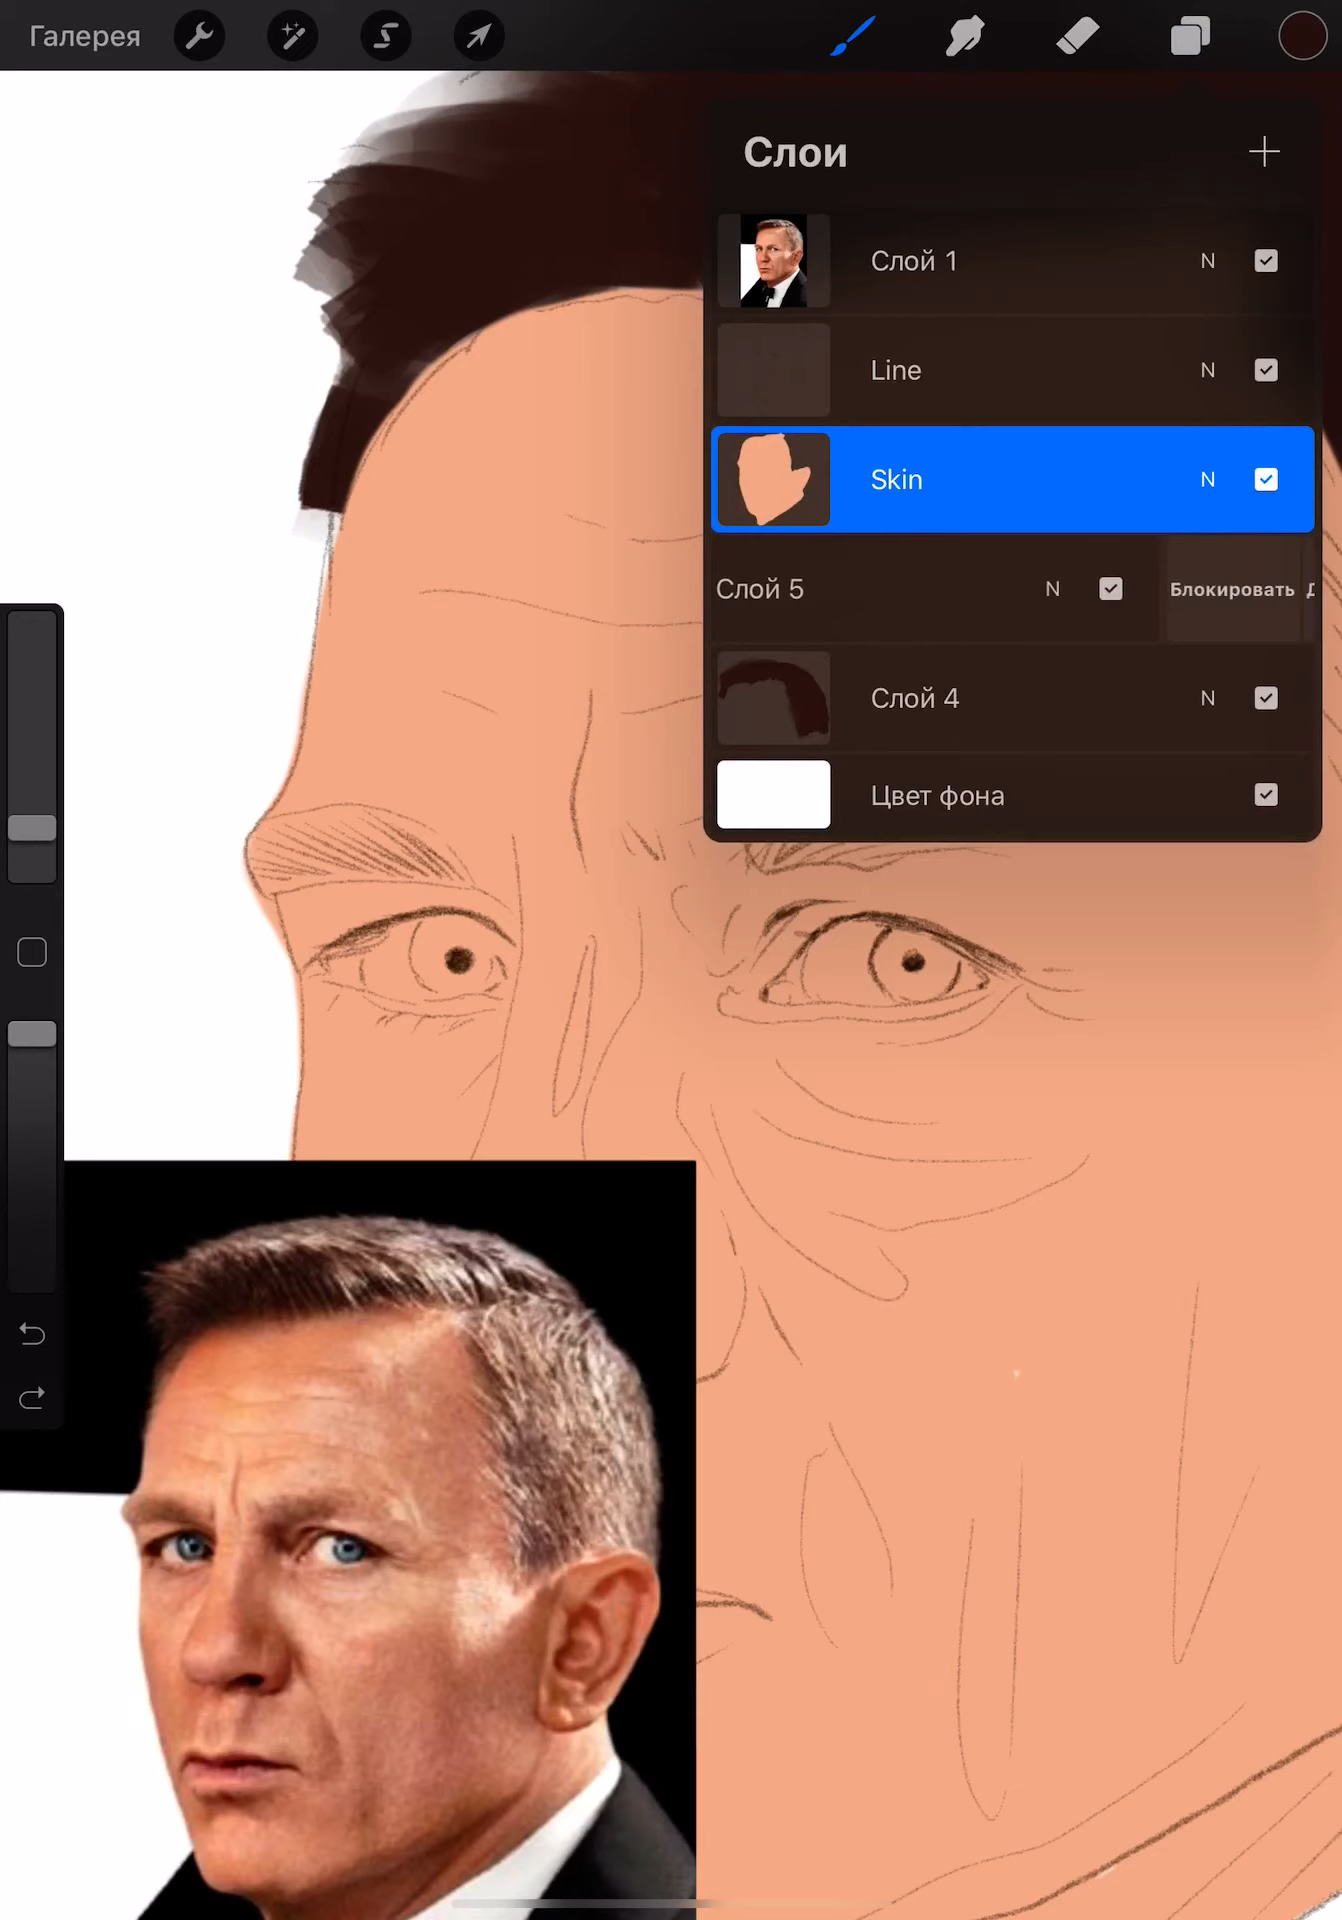 Галерея
Слои
Слой 1 N
Line N
Skin N
Слой 5 N Блокировать
Слой 4 N
Цвет фона